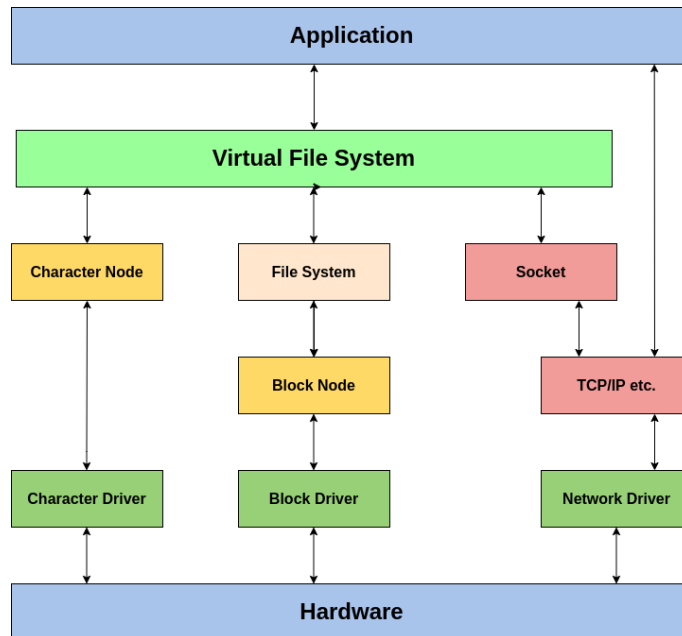 Application
Virtual File System
Character Node
File System
Socket
Block Node
TCP/IP etc.
Character Driver
Block Driver
Network Driver
Hardware